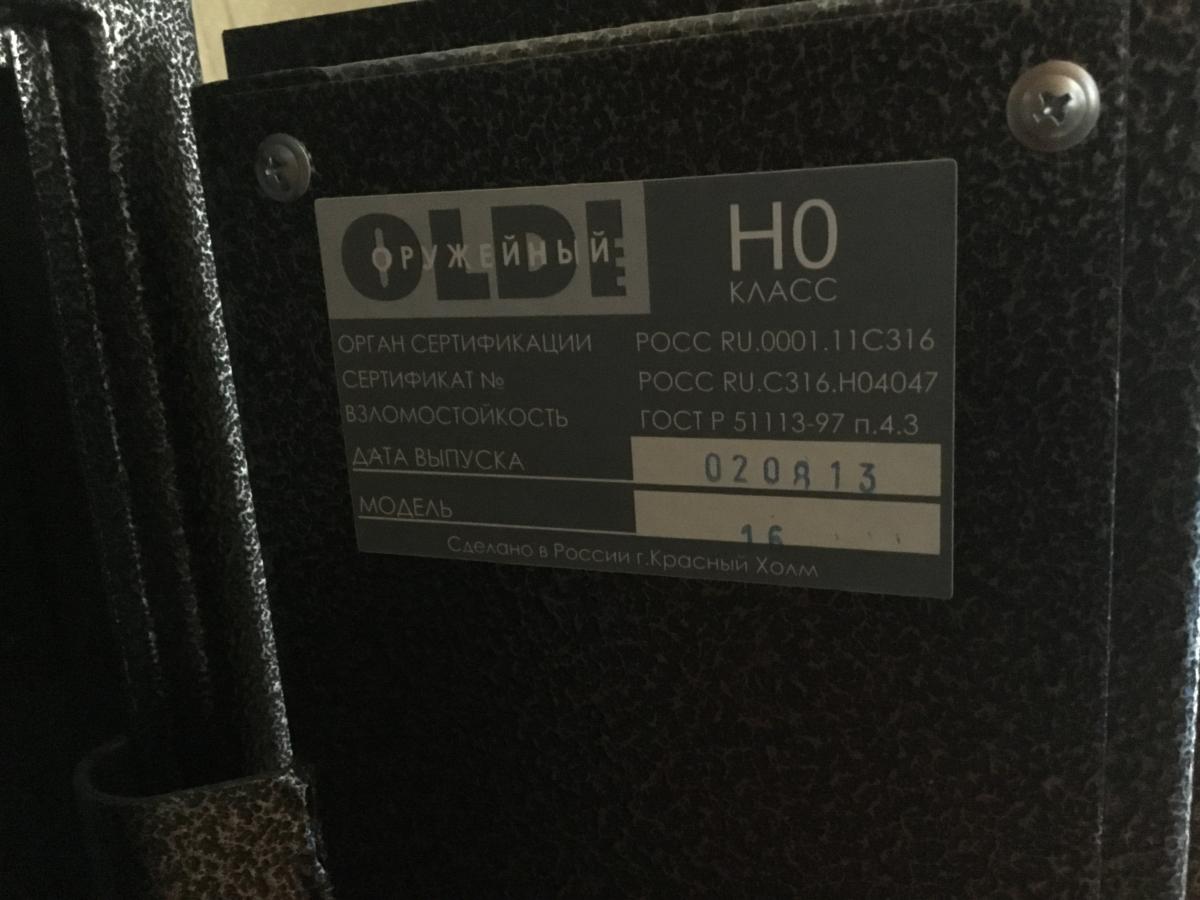 OLDI
ОРУЖЕЙНЫЙ
Н0
КЛАСС
ОРГАН СЕРТИФИКАЦИИ РОСС RU.0001.11С316
СЕРТИФИКАТ № РОСС RU.С316.Н04047
ВЗЛОМОСТОЙКОСТЬ ГОСТ Р 51113-97 п.4.3
ДАТА ВЫПУСКА 020813
МОДЕЛЬ 16
Сделано в России г.Красный Холм